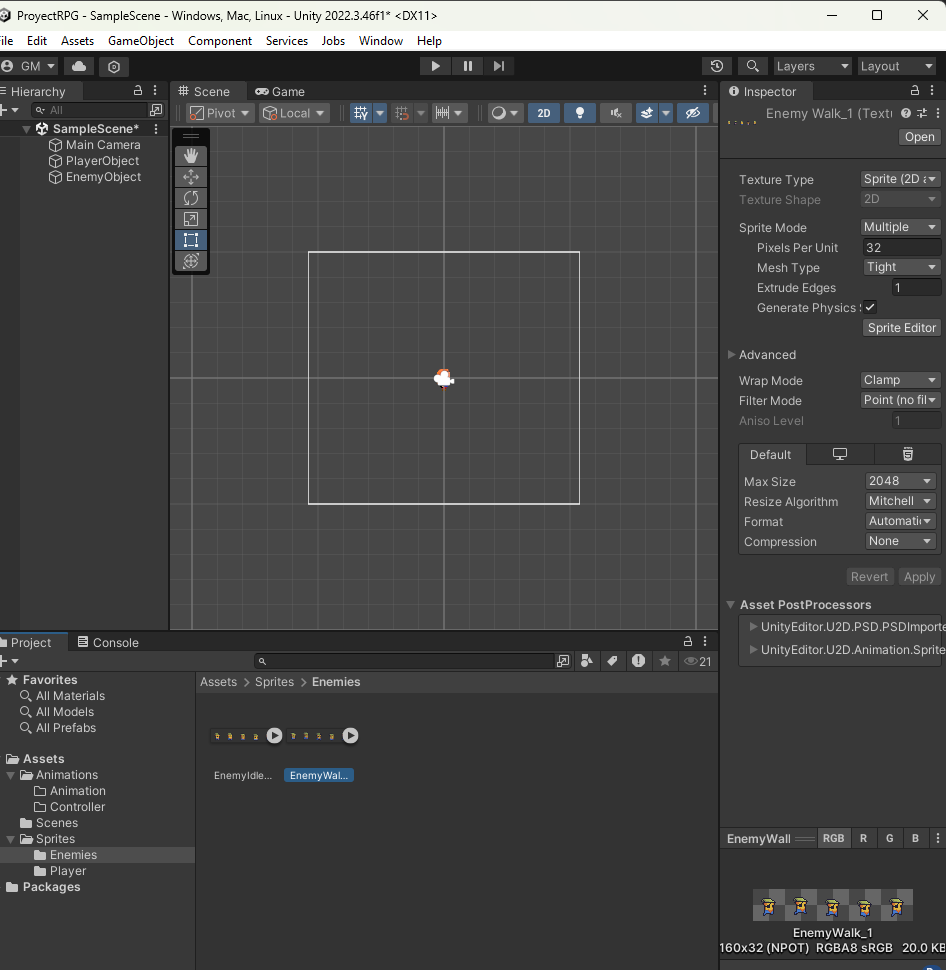 ProyectRPG - SampleScene - Windows, Mac, Linux - Unity 2022.3.46f1* <DX11>
ile Edit Assets GameObject Component Services Jobs Window Help
GM Layers Layout
Hierarchy
All
SampleScene*
Main Camera
PlayerObject
EnemyObject
Scene Game
Pivot Local 2D
Inspector
Enemy Walk_1 (Textu
Open
Texture Type Sprite (2D a
Texture Shape 2D
Sprite Mode Multiple
Pixels Per Unit 32
Mesh Type Tight
Extrude Edges 1
Generate Physics S
Sprite Editor
Advanced
Wrap Mode Clamp
Filter Mode Point (no fil
Aniso Level 1
Default
Max Size 2048
Resize Algorithm Mitchell
Format Automatic
Compression None
Revert Apply
Asset PostProcessors
UnityEditor.U2D.PSD.PSDImporte
UnityEditor.U2D.Animation.Sprite
Project Console
21
Favorites
All Materials
All Models
All Prefabs
Assets
Animations
Animation
Controller
Scenes
Sprites
Enemies
Player
Packages
Assets > Sprites > Enemies
EnemyIdle...
EnemyWal...
EnemyWall RGB R G B
EnemyWalk_1
160x32 (NPOT) RGBA8 sRGB 20.0 KB